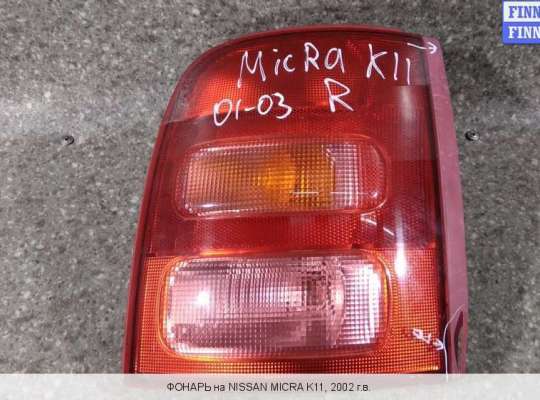 FINN
FINN
MicRa K11
01-03 R
ФОНАРЬ на NISSAN MICRA K11, 2002 г.в.